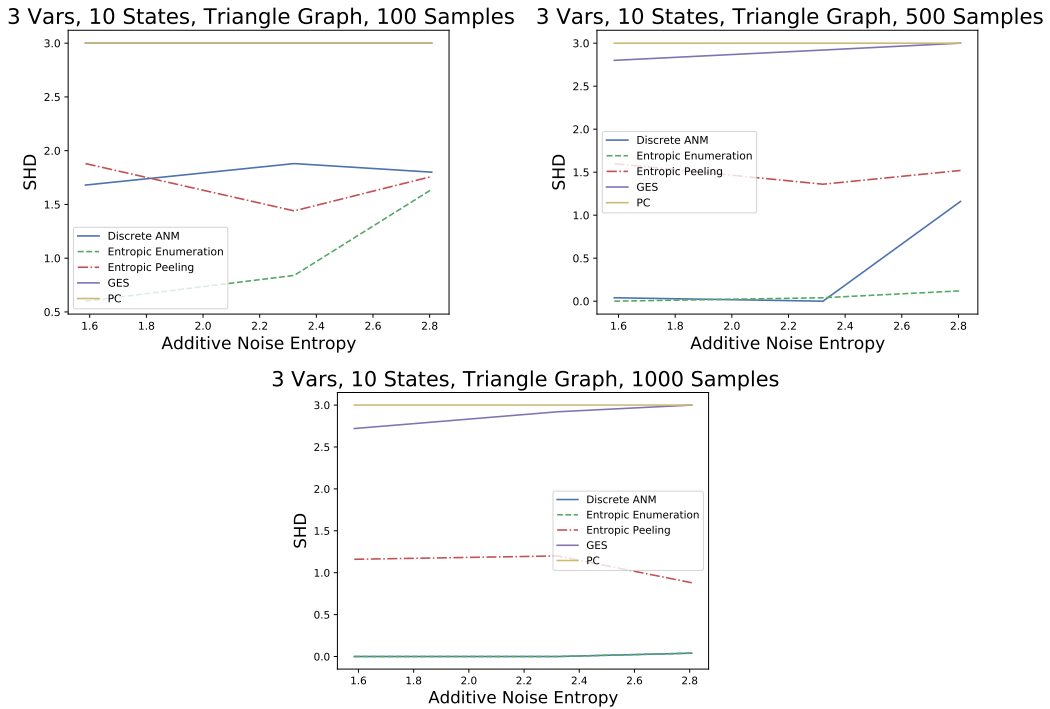 3 Vars, 10 States, Triangle Graph, 100 Samples
SHD
3.0
2.5
2.0
1.5
1.0
0.5
Discrete ANM
Entropic Enumeration
Entropic Peeling
GES
PC
1.6 1.8 2.0 2.2 2.4 2.6 2.8
Additive Noise Entropy
3 Vars, 10 States, Triangle Graph, 500 Samples
SHD
3.0
2.5
2.0
1.5
1.0
0.5
0.0
Discrete ANM
Entropic Enumeration
Entropic Peeling
GES
PC
1.6 1.8 2.0 2.2 2.4 2.6 2.8
Additive Noise Entropy
3 Vars, 10 States, Triangle Graph, 1000 Samples
SHD
3.0
2.5
2.0
1.5
1.0
0.5
0.0
Discrete ANM
Entropic Enumeration
Entropic Peeling
GES
PC
1.6 1.8 2.0 2.2 2.4 2.6 2.8
Additive Noise Entropy